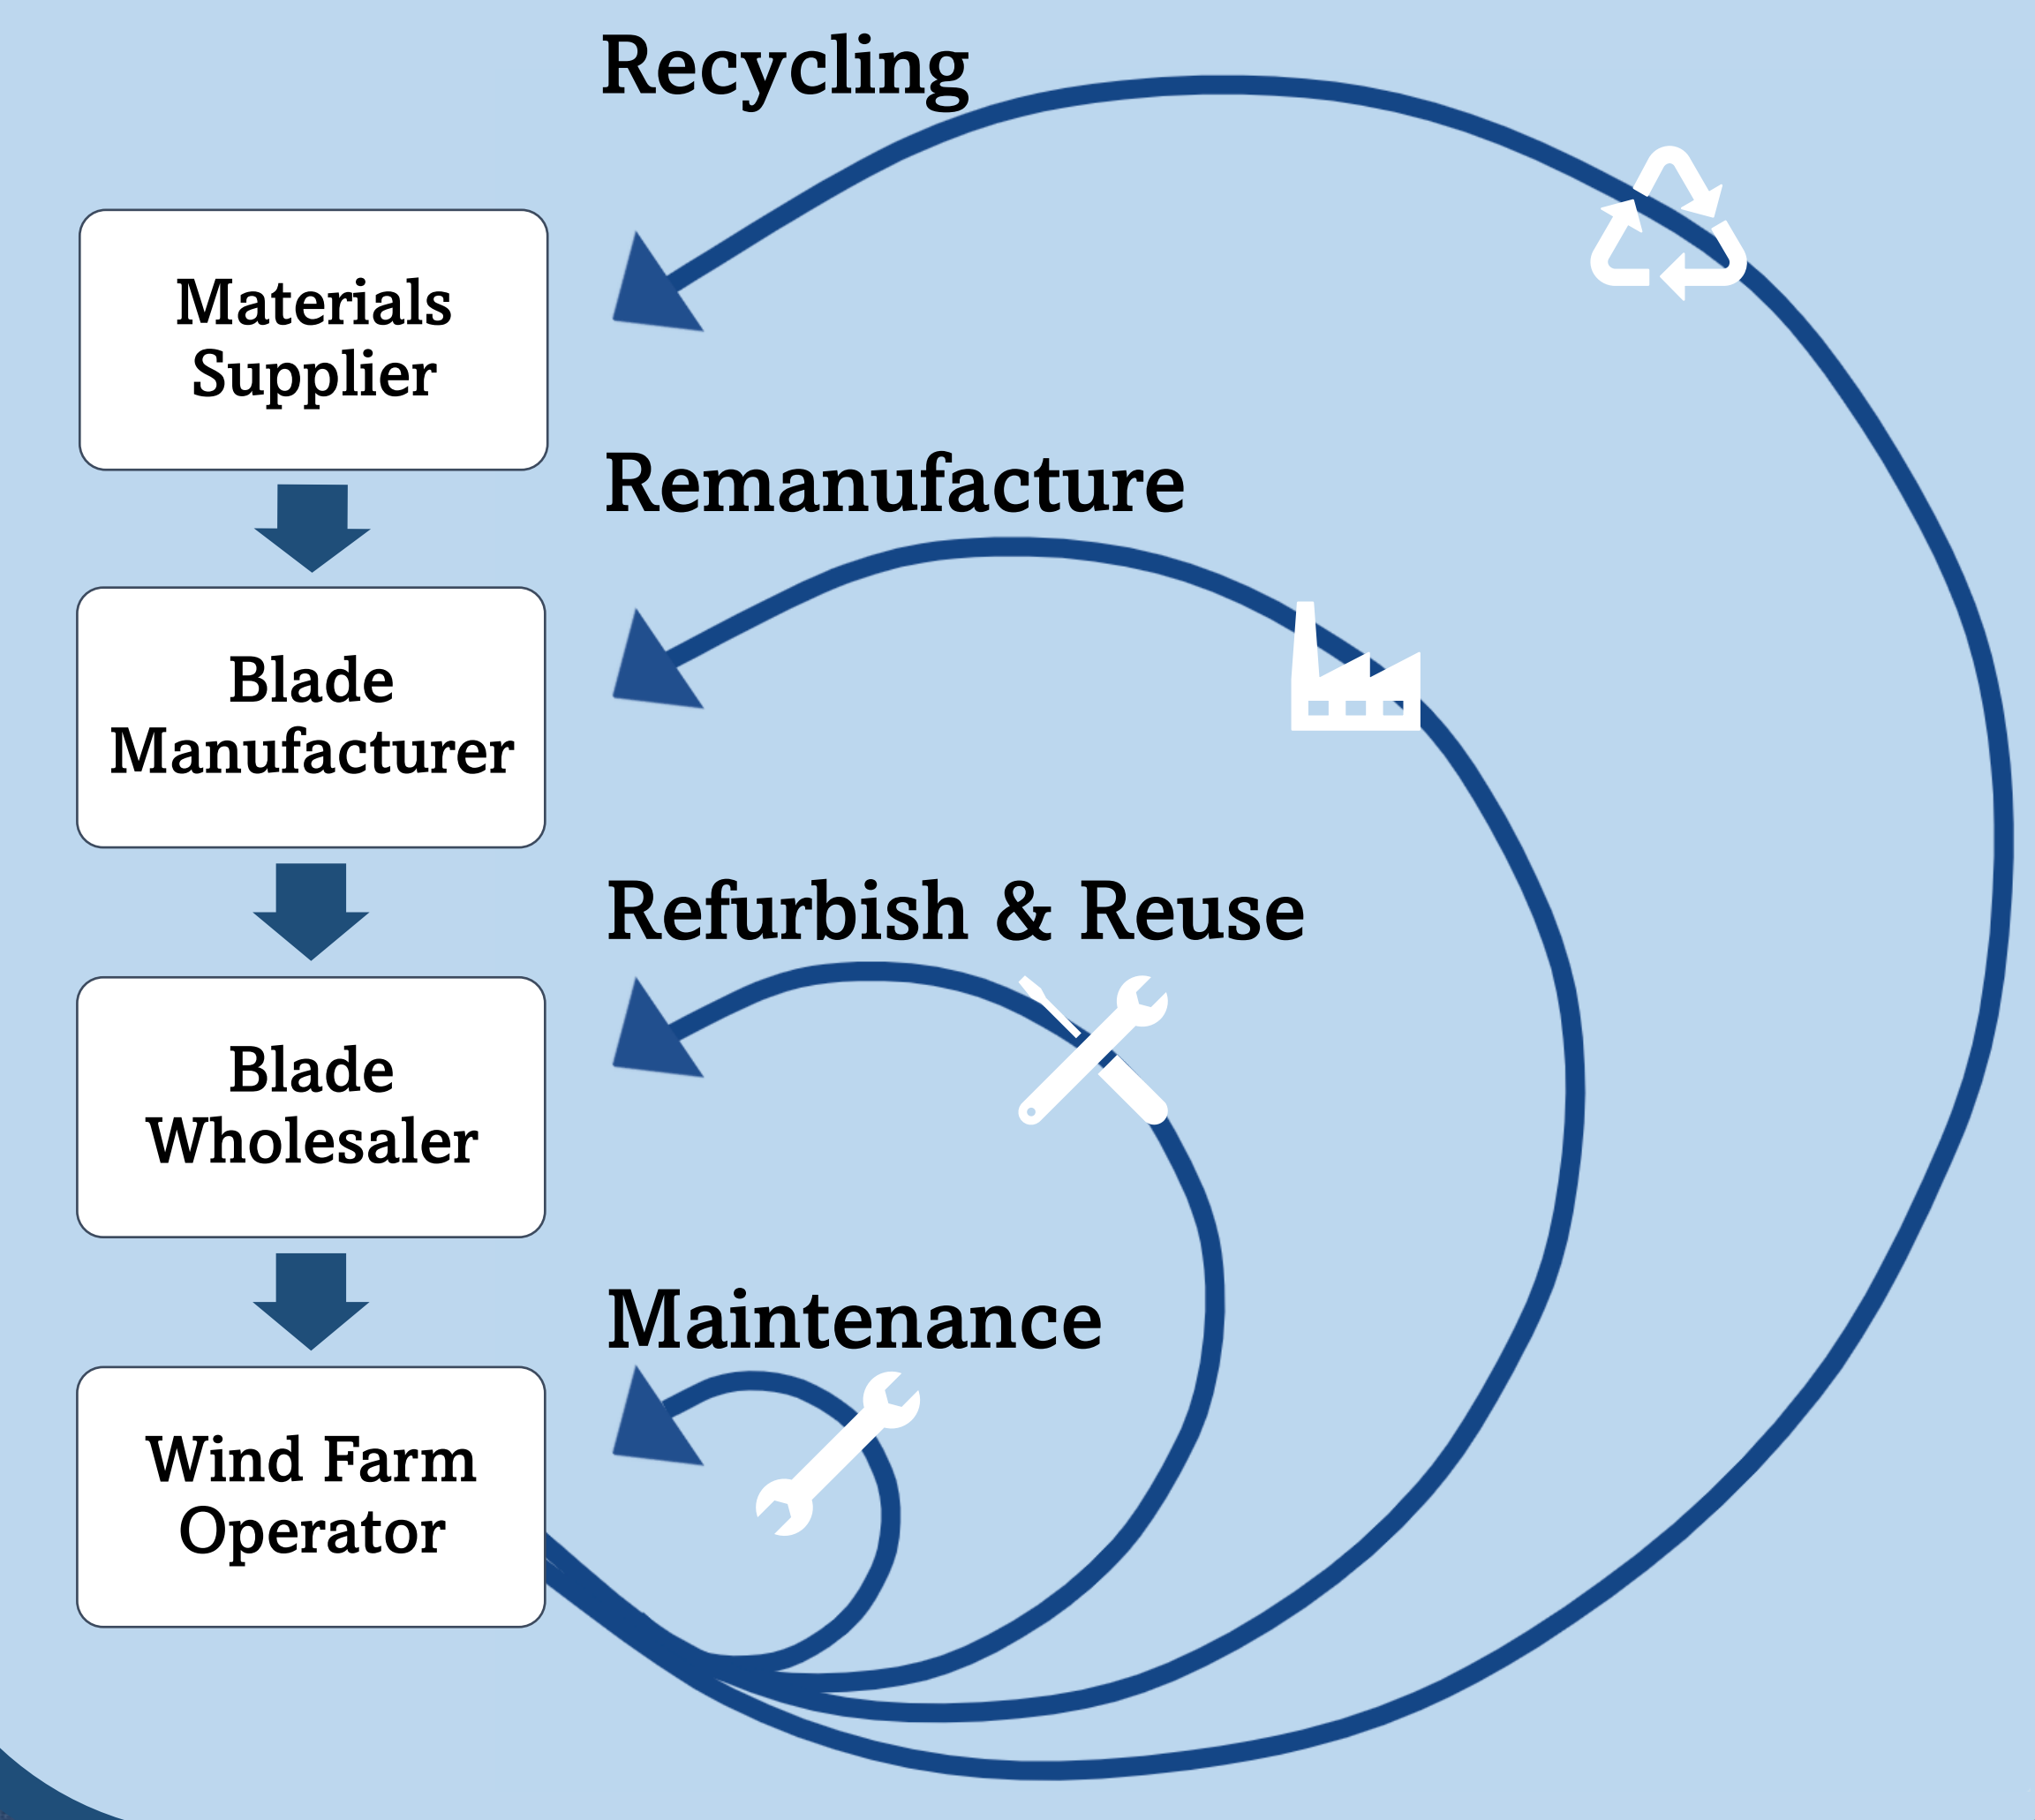 Recycling
Materials
Supplier
Remanufacture
Blade
Manufacturer
Refurbish & Reuse
Blade
Wholesaler
Maintenance
Wind Farm
Operator